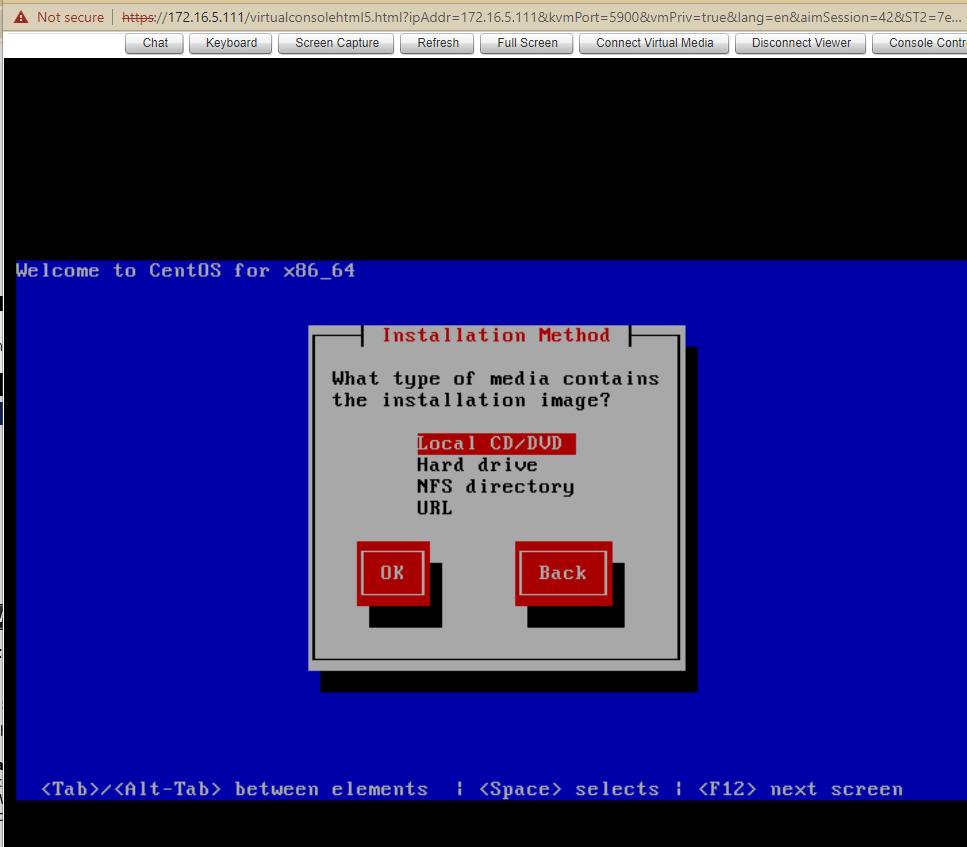 Not secure https://172.16.5.111/virtualconsolehtml5.html?ipAddr=172.16.5.111&kvmPort=5900&vmPriv=true&lang=en&aimSession=42&ST2=7e...
Chat Keyboard Screen Capture Refresh Full Screen Connect Virtual Media Disconnect Viewer Console Contr
Welcome to CentOS for x86_64
Installation Method
What type of media contains
the installation image?
Local CD/DVD
Hard drive
NFS directory
URL
OK Back
<Tab>/<Alt-Tab> between elements | <Space> selects | <F12> next screen